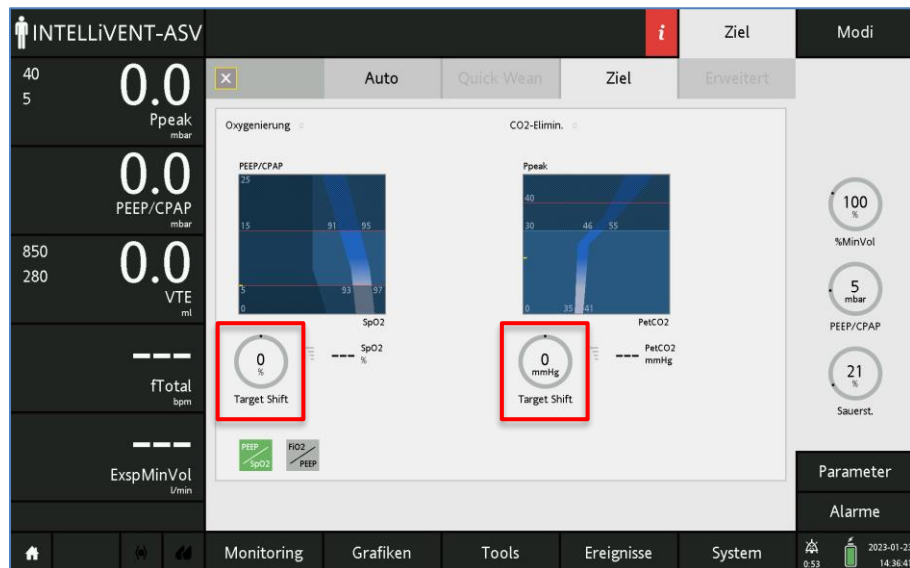 INTELLiVENT-ASV
i
Ziel
Modi
40
5
0.0
Ppeak
mbar
0.0
PEEP/CPAP
mbar
850
280
0.0
VTE
ml
---
fTotal
bpm
---
ExspMinVol
l/min
X
Auto
Quick Wean
Ziel
Erweitert
Oxygenierung
PEEP/CPAP
25
15
91 95
5
93 97
0
SpO2
0
%
Target Shift
--- SpO2
%
PEEP
SpO2
FiO2
PEEP
CO2-Elimin.
Ppeak
40
30
46 55
0
35 41
PetCO2
0
mmHg
Target Shift
--- PetCO2
mmHg
100
%
%MinVol
5
mbar
PEEP/CPAP
21
%
Sauerst.
Parameter
Alarme
Monitoring
Grafiken
Tools
Ereignisse
System
0:53
2023-01-23
14:36:41